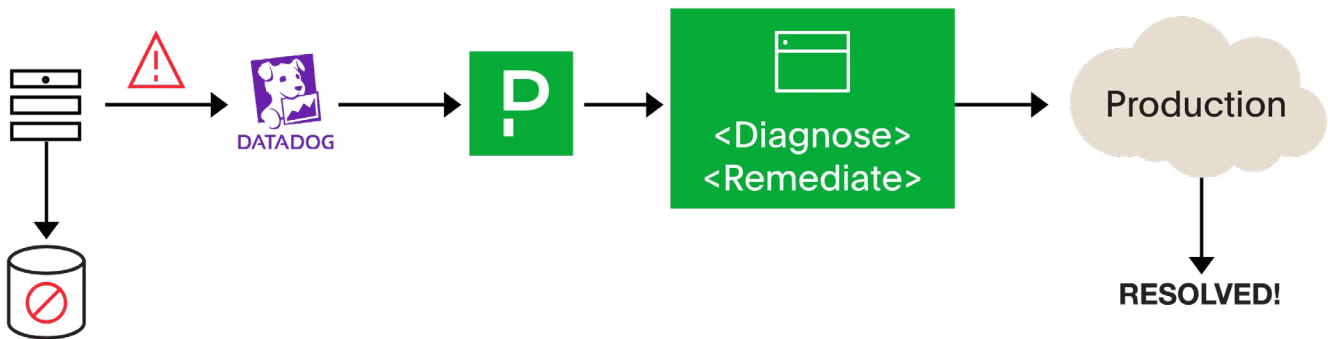 DATADOG
P
<Diagnose>
<Remediate>
Production
RESOLVED!